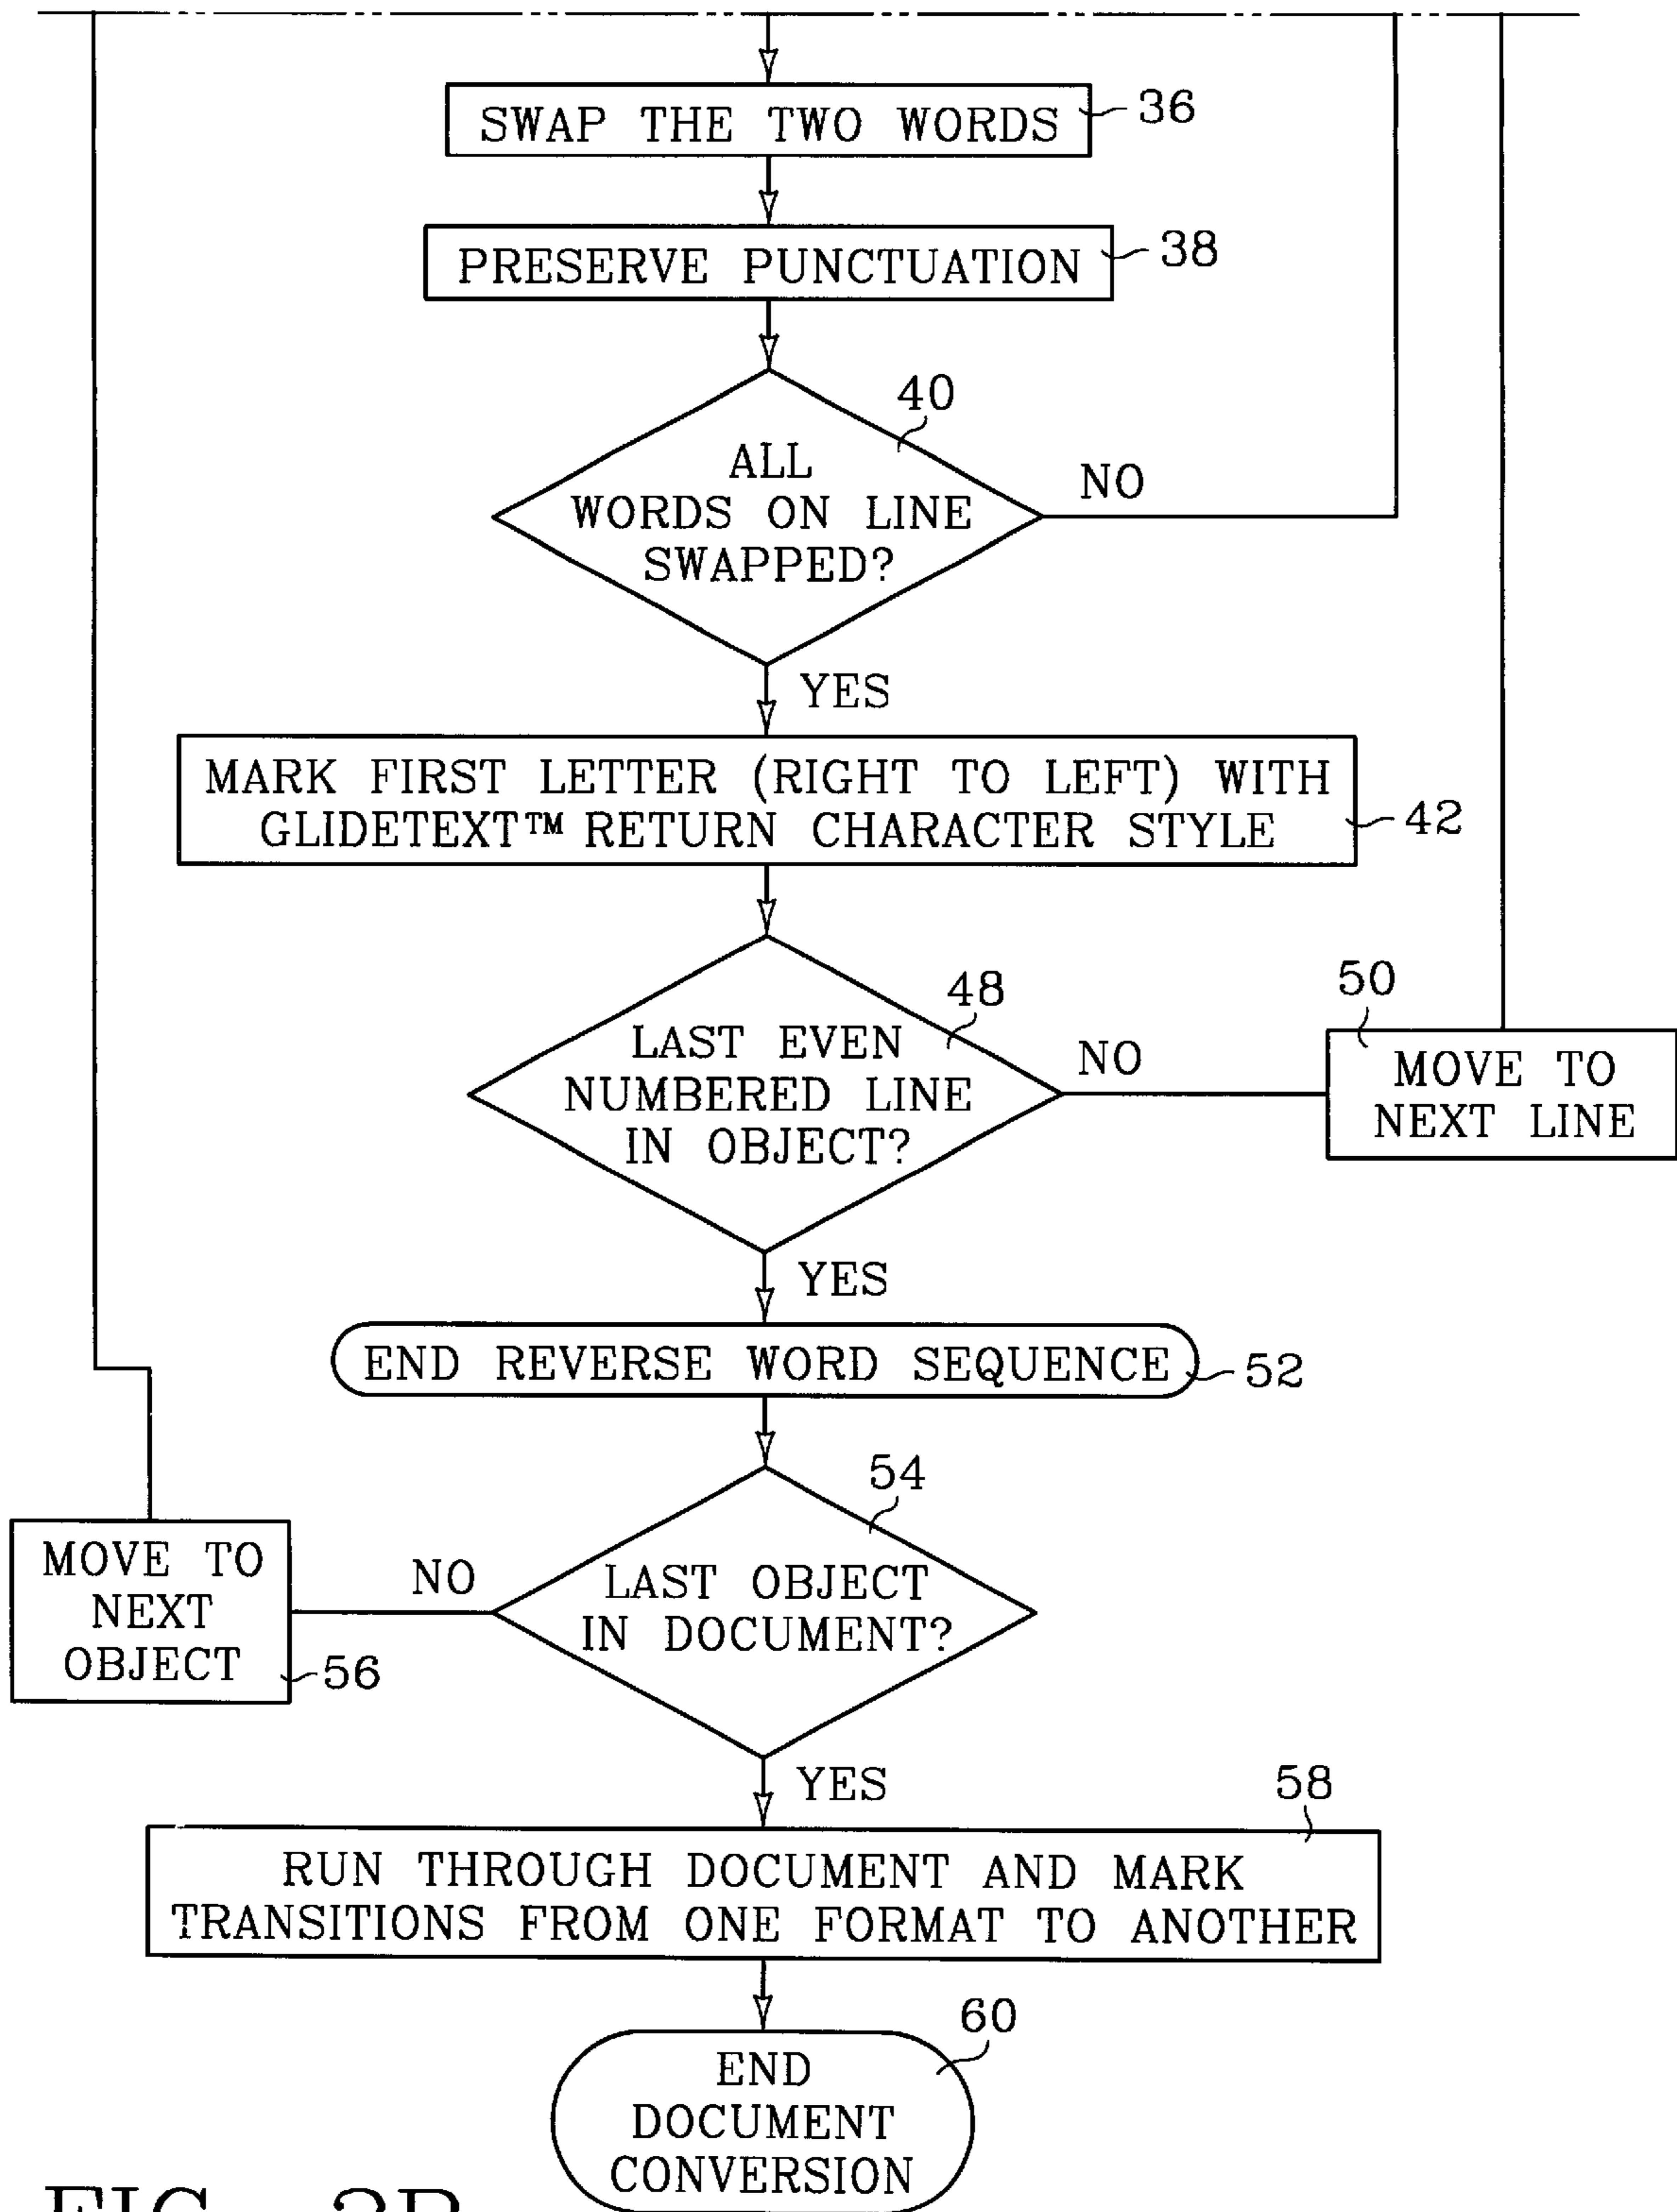 SWAP THE TWO WORDS
36
PRESERVE PUNCTUATION
38
40
ALL
WORDS ON LINE
SWAPPED?
NO
YES
MARK FIRST LETTER (RIGHT TO LEFT) WITH
GLIDETEXT™ RETURN CHARACTER STYLE
42
48
LAST EVEN
NUMBERED LINE
IN OBJECT?
NO
50
MOVE TO
NEXT LINE
YES
END REVERSE WORD SEQUENCE
52
54
LAST OBJECT
IN DOCUMENT?
NO
MOVE TO
NEXT
OBJECT
56
YES
58
RUN THROUGH DOCUMENT AND MARK
TRANSITIONS FROM ONE FORMAT TO ANOTHER
60
END
DOCUMENT
CONVERSION
FIG.